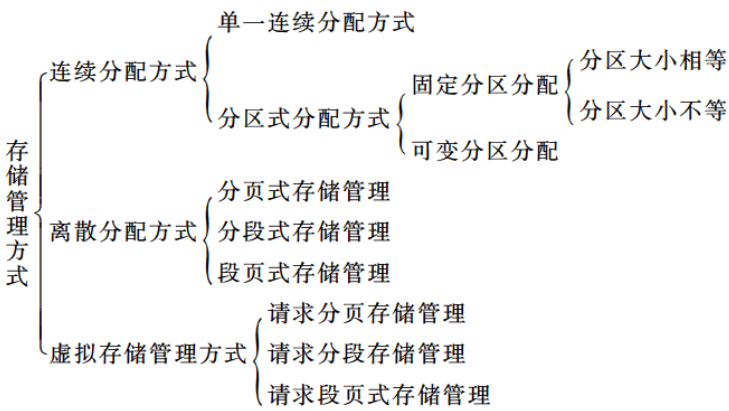 存储管理方式
连续分配方式
单一连续分配方式
分区式分配方式
固定分区分配
分区大小相等
分区大小不等
可变分区分配
离散分配方式
分页式存储管理
分段式存储管理
段页式存储管理
虚拟存储管理方式
请求分页存储管理
请求分段存储管理
请求段页式存储管理